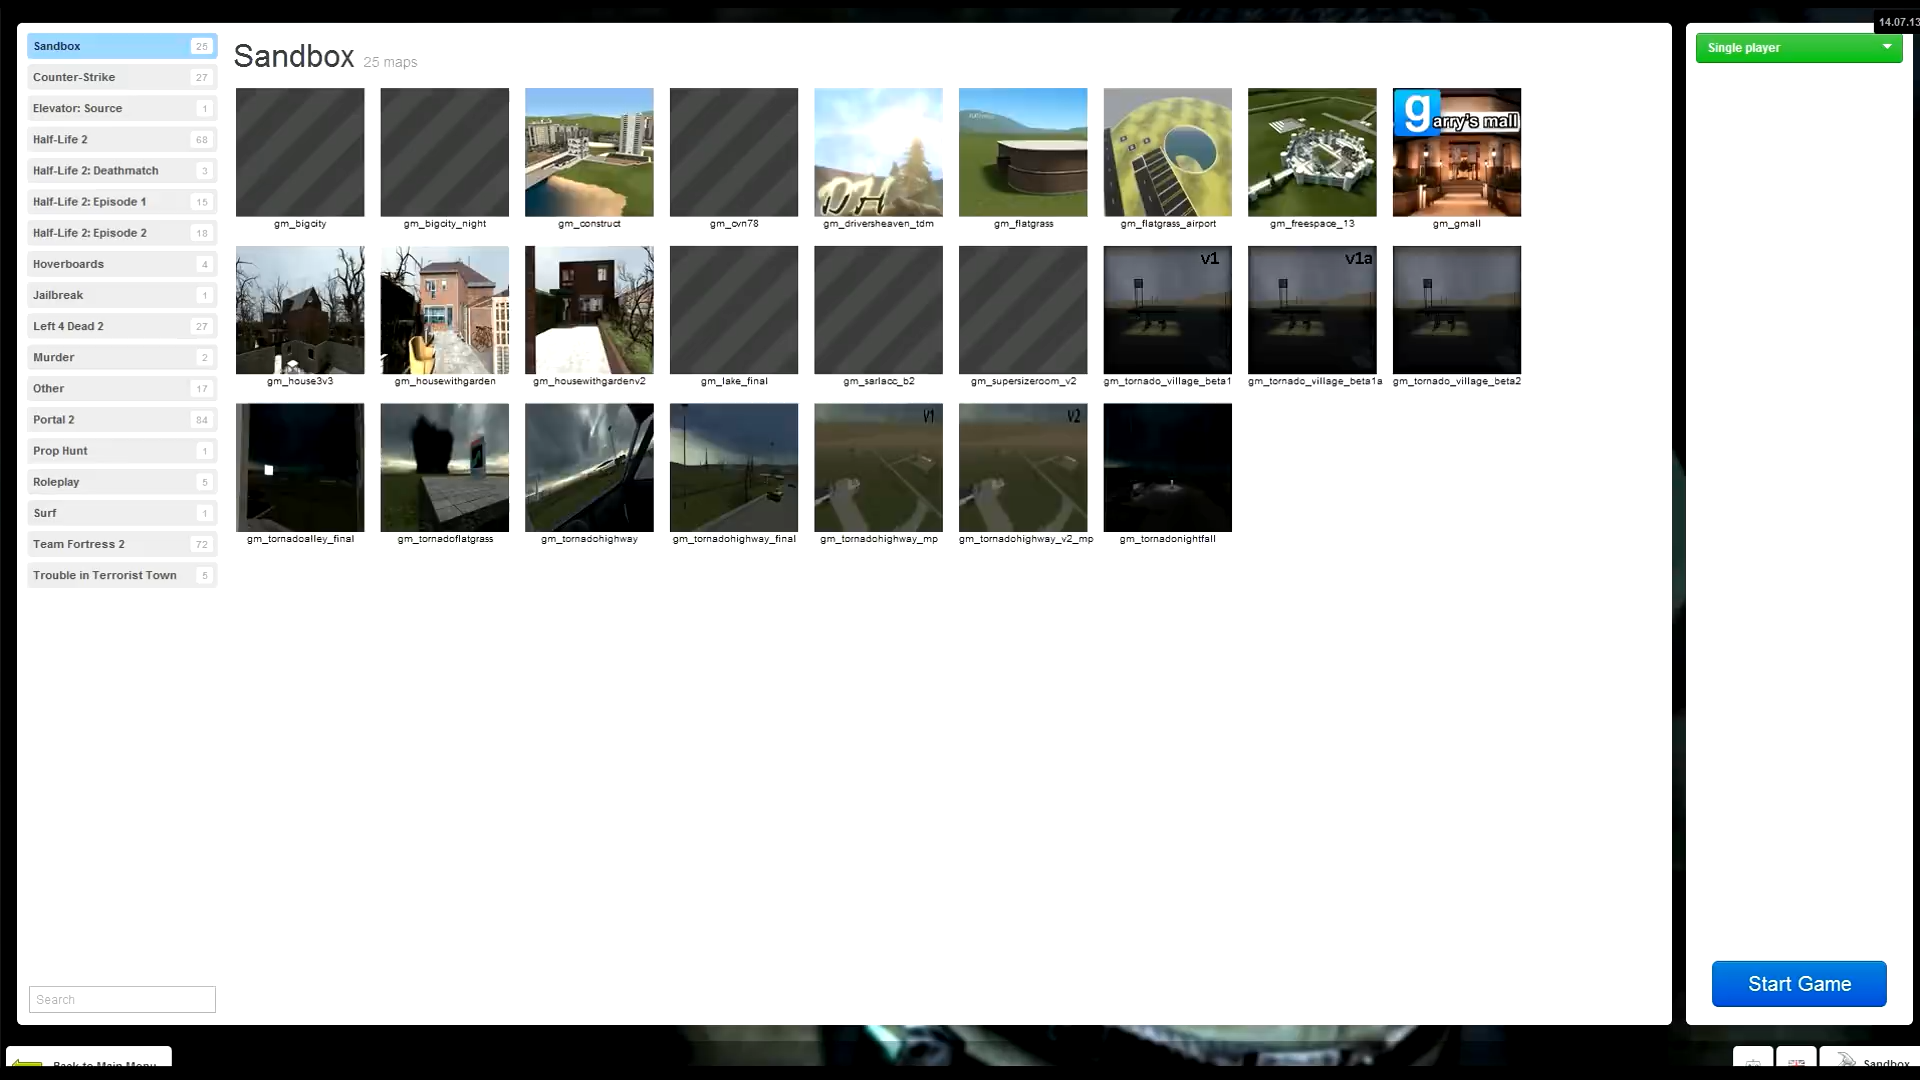 14.07.13
Sandbox 25
Counter-Strike 27
Elevator: Source 1
Half-Life 2 68
Half-Life 2: Deathmatch 3
Half-Life 2: Episode 1 15
Half-Life 2: Episode 2 18
Hoverboards 4
Jailbreak 1
Left 4 Dead 2 27
Murder 2
Other 17
Portal 2 84
Prop Hunt 1
Roleplay 5
Surf 1
Team Fortress 2 72
Trouble in Terrorist Town 5
Search
Sandbox 25 maps
DH
garry's mall
gm_bigcity gm_bigcity_night gm_construct gm_cvn78 gm_driversheaven_tdm gm_flatgrass gm_flatgrass_airport gm_freespace_13 gm_gmall
v1 v1a
gm_house3v3 gm_housewithgarden gm_housewithgardenv2 gm_lake_final gm_sarlacc_b2 gm_supersizeroom_v2 gm_tornado_village_beta1 gm_tornado_village_beta1a gm_tornado_village_beta2
V1 V2
gm_tornadoalley_final gm_tornadoflatgrass gm_tornadohighway gm_tornadohighway_final gm_tornadohighway_mp gm_tornadohighway_v2_mp gm_tornadonightfall
Single player
Start Game
Back to Main Menu
Sandbox